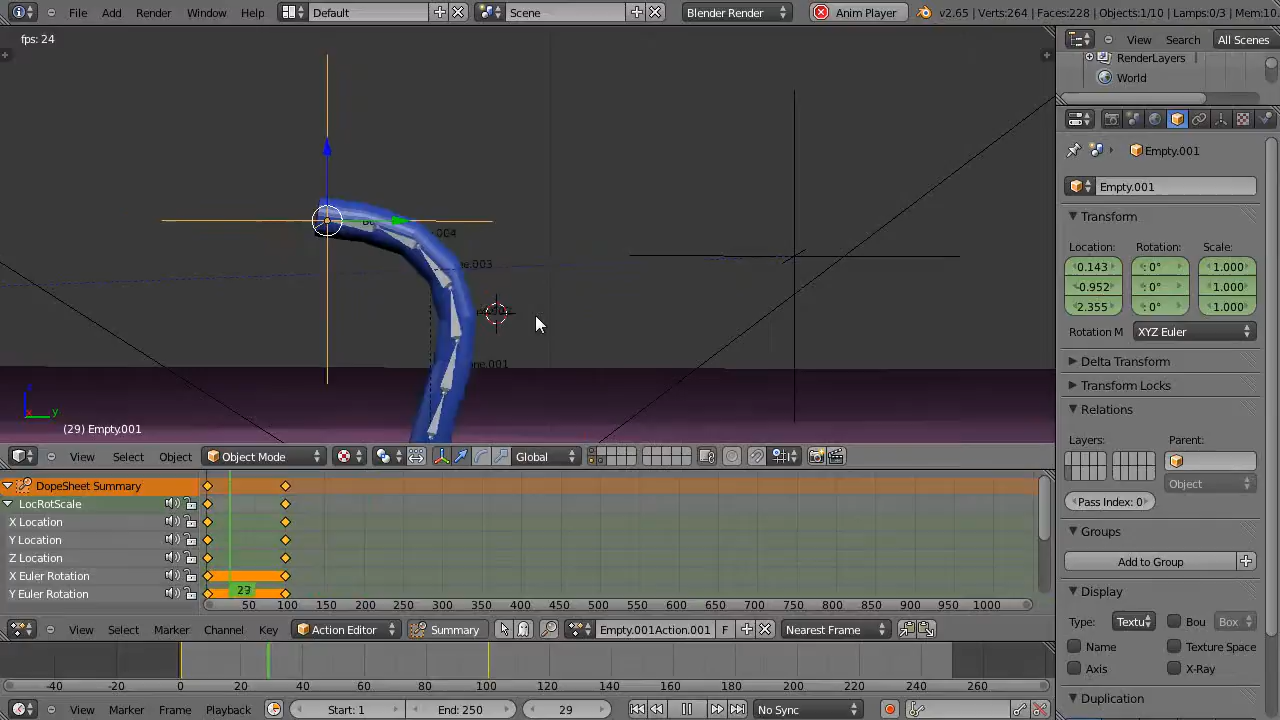 File Add Render Window Help Default Scene Blender Render Anim Player v2.65 | Verts:264 | Faces:228 | Objects:1/10 | Lamps:0/3 | Mem:10
fps: 24
View Search All Scenes
RenderLayers
World
Empty.001
Empty.001
Transform
Location: Rotation: Scale:
0.143 : 0° 1.000
-0.952 : 0° 1.000
2.355 : 0° 1.000
Rotation M XYZ Euler
Delta Transform
Transform Locks
Relations
Layers: Parent:
Object
Pass Index: 0
Groups
Add to Group
Display
Type: Textu Bou Box
Name Texture Space
Axis X-Ray
Duplication
.004
ne.003
ne.001
z
y
(29) Empty.001
View Select Object Object Mode Global
DopeSheet Summary
LocRotScale
X Location
Y Location
Z Location
X Euler Rotation
Y Euler Rotation
50 100 150 200 250 300 350 400 450 500 550 600 650 700 750 800 850 900 950 1000
View Select Marker Channel Key Action Editor Summary Empty.001Action.001 F Nearest Frame
-40 -20 0 20 40 60 80 100 120 140 160 180 200 220 240 260 280
View Marker Frame Playback Start: 1 End: 250 29 No Sync